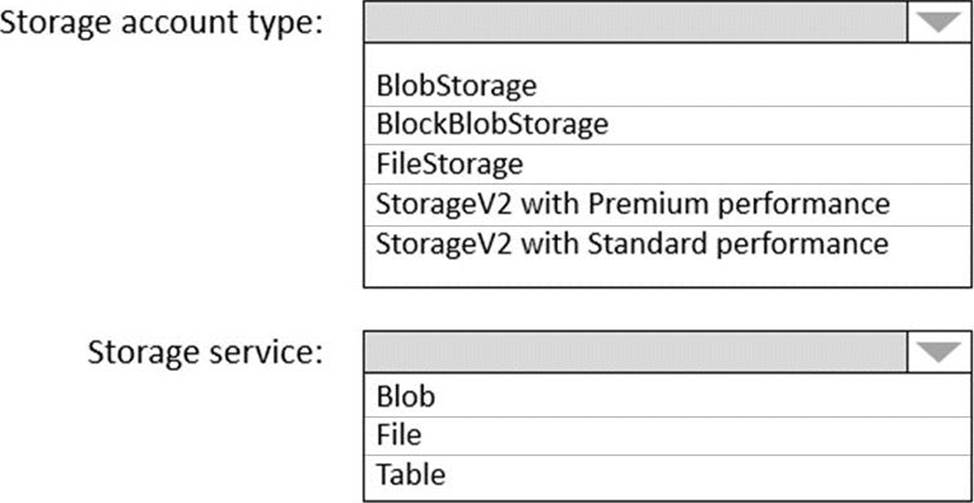 Storage account type:
BlobStorage
BlockBlobStorage
FileStorage
StorageV2 with Premium performance
StorageV2 with Standard performance
Storage service:
Blob
File
Table